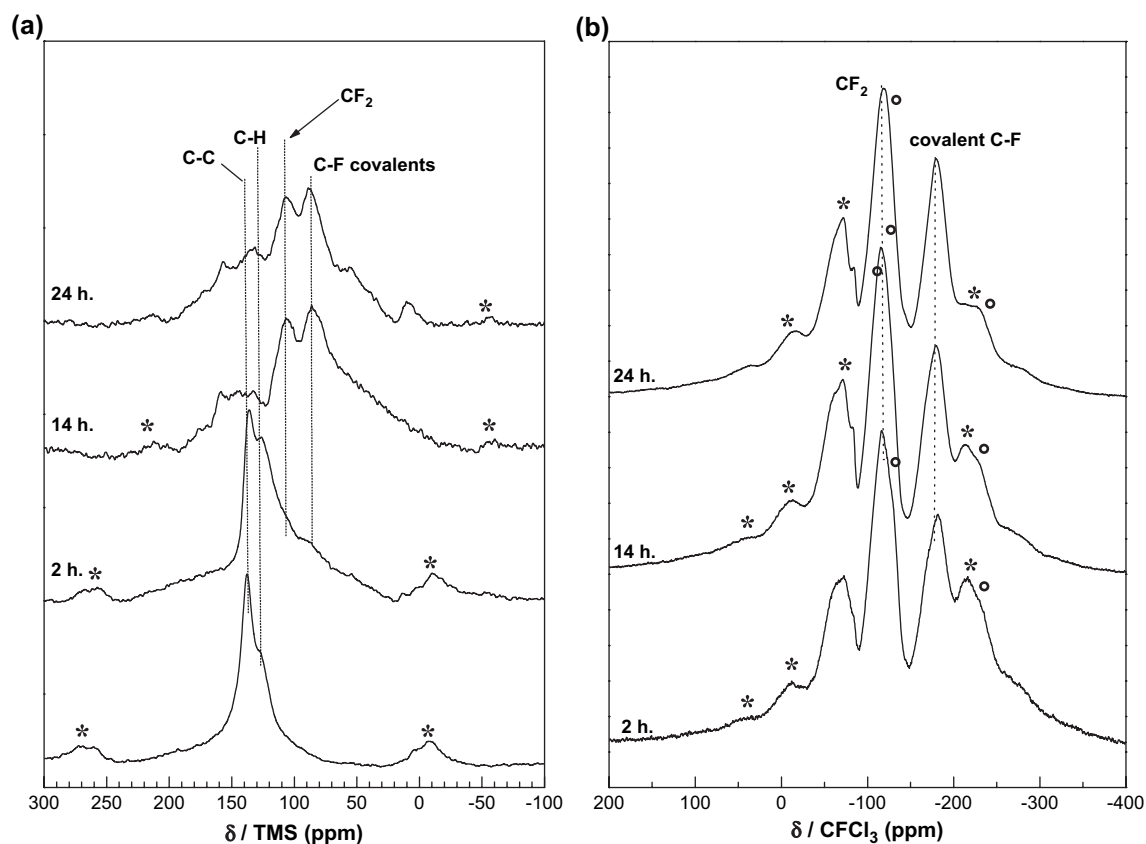 (a)
CF2
C-H
C-C
C-F covalents
24 h.
*
14 h.
*
*
2 h.
*
*
*
*
300 250 200 150 100 50 0 -50 -100
δ / TMS (ppm)
(b)
CF2
covalent C-F
*
*
*
24 h.
*
*
*
*
14 h.
*
*
*
2 h.
200 100 0 -100 -200 -300 -400
δ / CFCl3 (ppm)